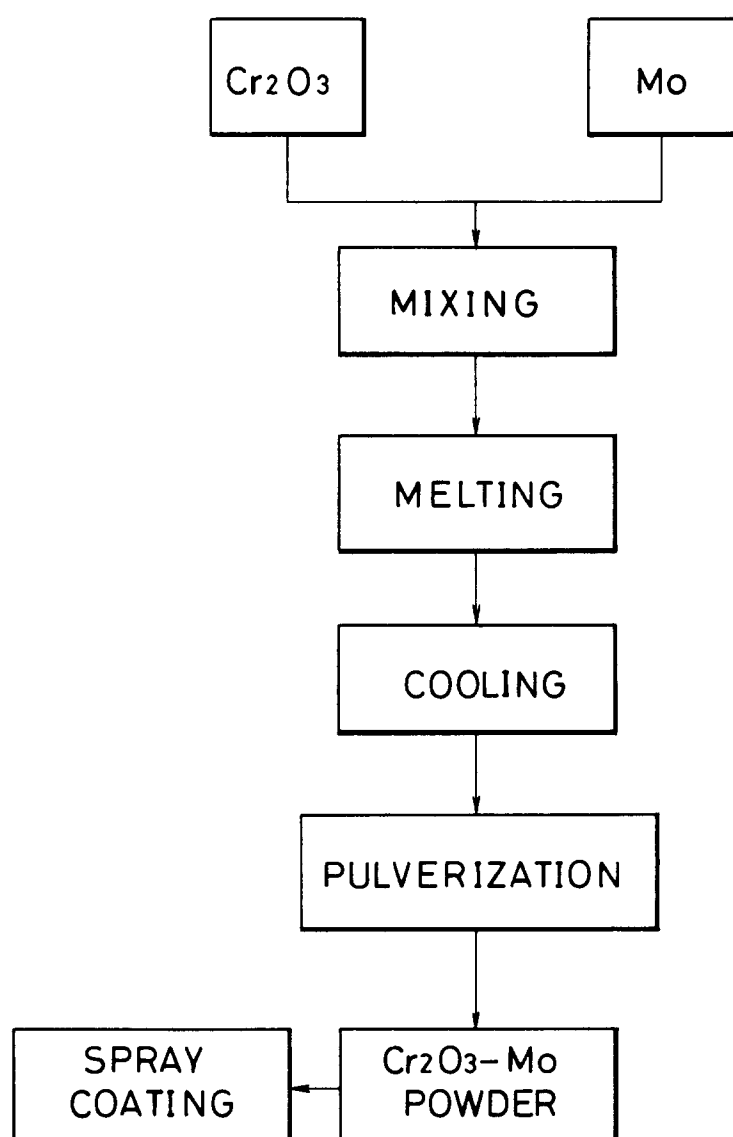 Cr2O3
Mo
MIXING
MELTING
COOLING
PULVERIZATION
Cr2O3-Mo
POWDER
SPRAY
COATING